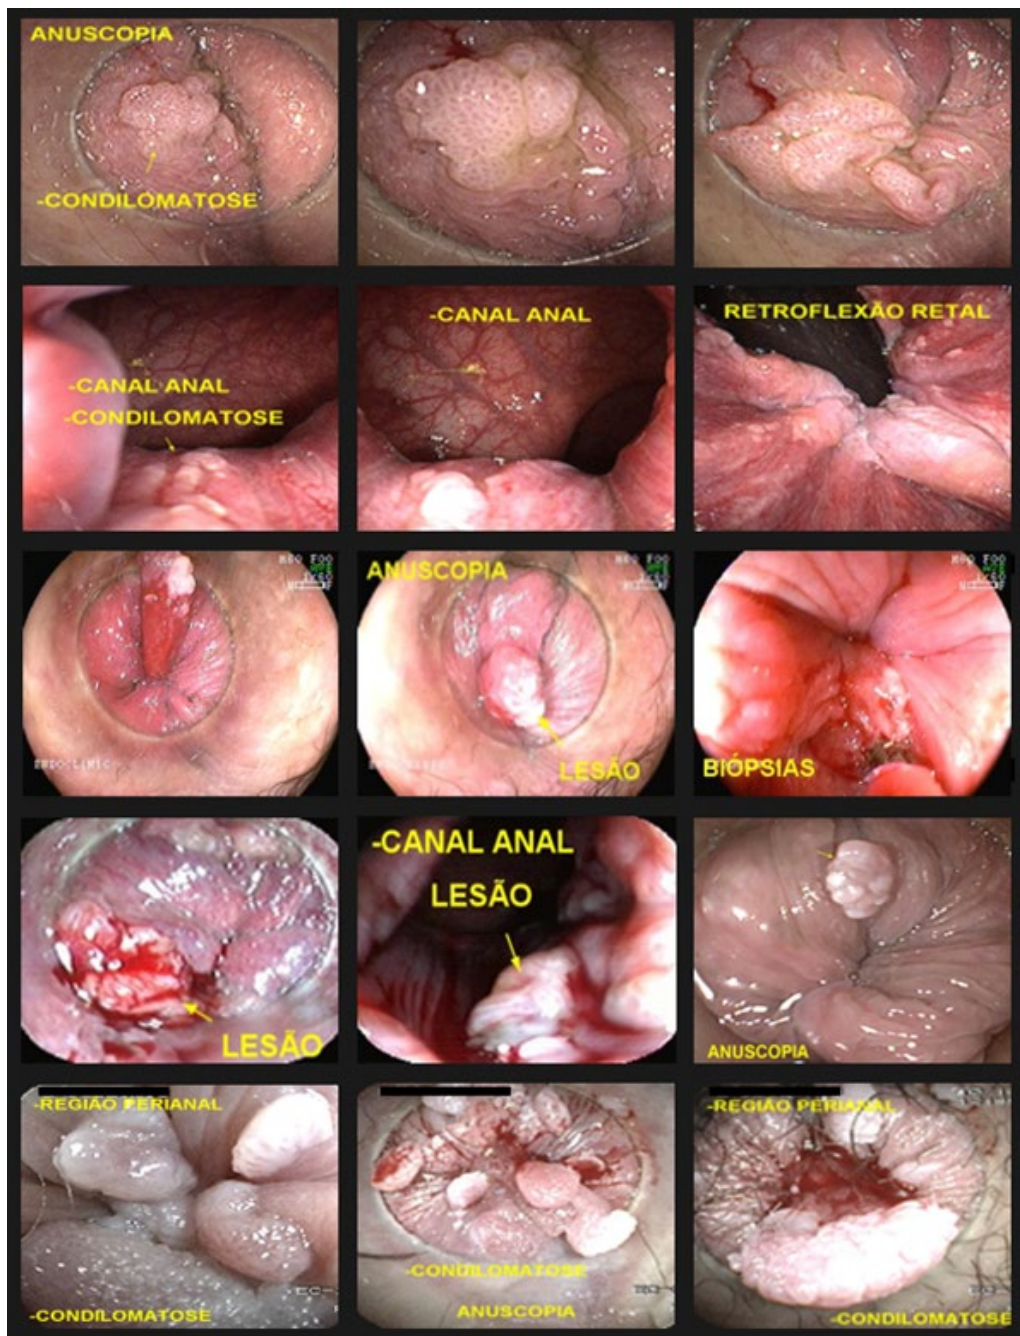 ANUSCOPIA
-CONDILOMATOSE
-CANAL ANAL
-CONDILOMATOSE
-CANAL ANAL
RETROFLEXÃO RETAL
ANUSCOPIA
LESÃO
BIÓPSIAS
LESÃO
-CANAL ANAL
LESÃO
ANUSCOPIA
-REGIÃO PERIANAL
-CONDILOMATOSE
-CONDILOMATOSE
ANUSCOPIA
-REGIÃO PERIANAL
-CONDILOMATOSE